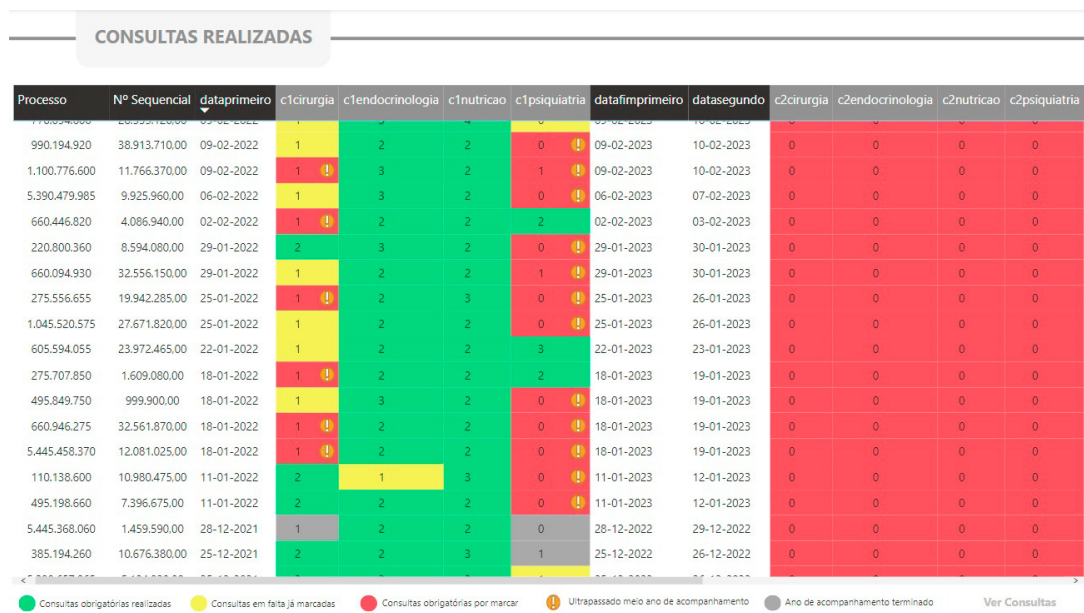 CONSULTAS REALIZADAS
Processo Nº Sequencial dataprimeiro c1cirurgia c1endocrinologia c1nutricao c1psiquiatria datafimprimeiro datasegundo c2cirurgia c2endocrinologia c2nutricao c2psiquiatria
990.194.920 38.913.710,00 09-02-2022 1 2 2 0 09-02-2023 10-02-2023 0 0 0 0
1.100.776.600 11.766.370,00 09-02-2022 1 3 2 1 09-02-2023 10-02-2023 0 0 0 0
5.390.479.985 9.925.960,00 06-02-2022 1 3 2 0 06-02-2023 07-02-2023 0 0 0 0
660.446.820 4.086.940,00 02-02-2022 1 2 2 2 02-02-2023 03-02-2023 0 0 0 0
220.800.360 8.594.080,00 29-01-2022 2 3 2 0 29-01-2023 30-01-2023 0 0 0 0
660.094.930 32.556.150,00 29-01-2022 1 2 2 1 29-01-2023 30-01-2023 0 0 0 0
275.556.655 19.942.285,00 25-01-2022 1 2 3 0 25-01-2023 26-01-2023 0 0 0 0
1.045.520.575 27.671.820,00 25-01-2022 1 2 2 0 25-01-2023 26-01-2023 0 0 0 0
605.594.055 23.972.465,00 22-01-2022 1 2 2 3 22-01-2023 23-01-2023 0 0 0 0
275.707.850 1.609.080,00 18-01-2022 1 2 2 2 18-01-2023 19-01-2023 0 0 0 0
495.849.750 999.900,00 18-01-2022 1 3 2 0 18-01-2023 19-01-2023 0 0 0 0
660.946.275 32.561.870,00 18-01-2022 1 2 2 0 18-01-2023 19-01-2023 0 0 0 0
5.445.458.370 12.081.025,00 18-01-2022 1 2 2 0 18-01-2023 19-01-2023 0 0 0 0
110.138.600 10.980.475,00 11-01-2022 2 1 3 0 11-01-2023 12-01-2023 0 0 0 0
495.198.660 7.396.675,00 11-01-2022 2 2 2 0 11-01-2023 12-01-2023 0 0 0 0
5.445.368.060 1.459.590,00 28-12-2021 1 2 2 0 28-12-2022 29-12-2022 0 0 0 0
385.194.260 10.676.380,00 25-12-2021 2 2 3 1 25-12-2022 26-12-2022 0 0 0 0
Consultas obrigatórias realizadas Consultas em falta já marcadas Consultas obrigatórias por marcar Ultrapassado meio ano de acompanhamento Ano de acompanhamento terminado Ver Consultas